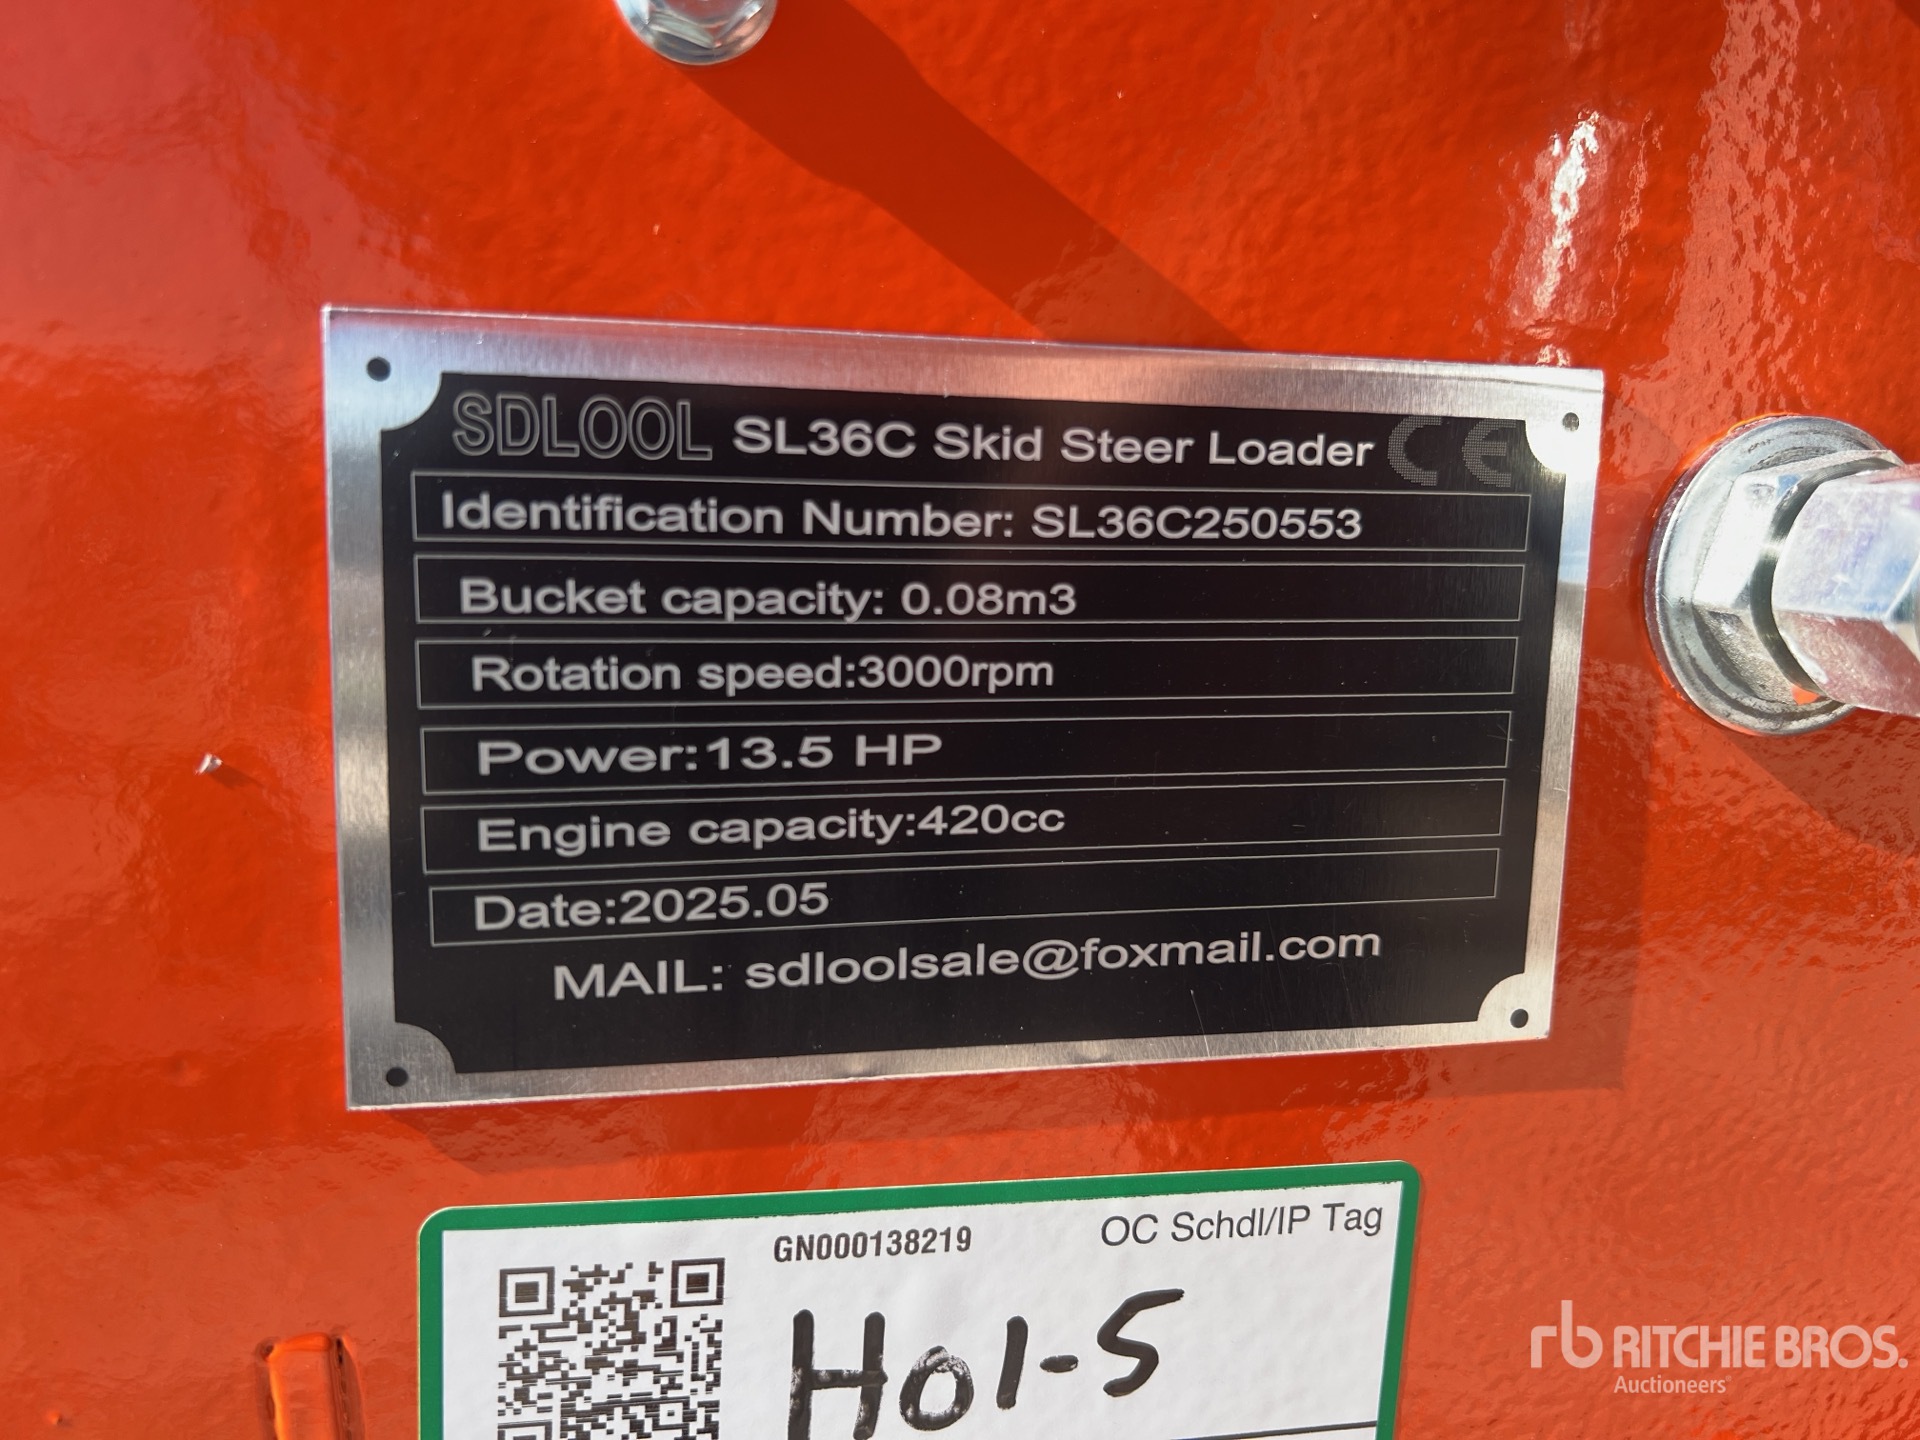 SDLOOL SL36C Skid Steer Loader CE
Identification Number: SL36C250553
Bucket capacity: 0.08m3
Rotation speed:3000rpm
Power:13.5 HP
Engine capacity:420cc
Date:2025.05
MAIL: sdloolsale@foxmail.com
GN000138219
OC Schdl/IP Tag
H01-5
rb RITCHIE BROS.
Auctioneers